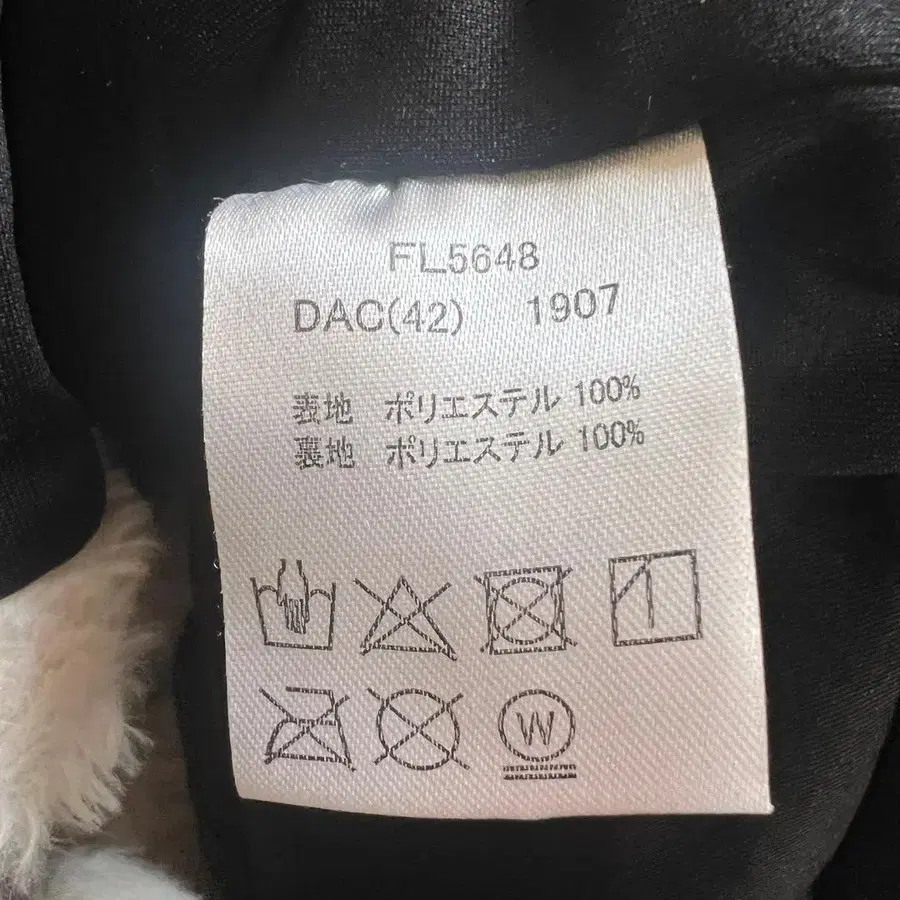 FL5648
DAC(42) 1907
表地 ポリエステル 100%
裏地 ポリエステル 100%
W